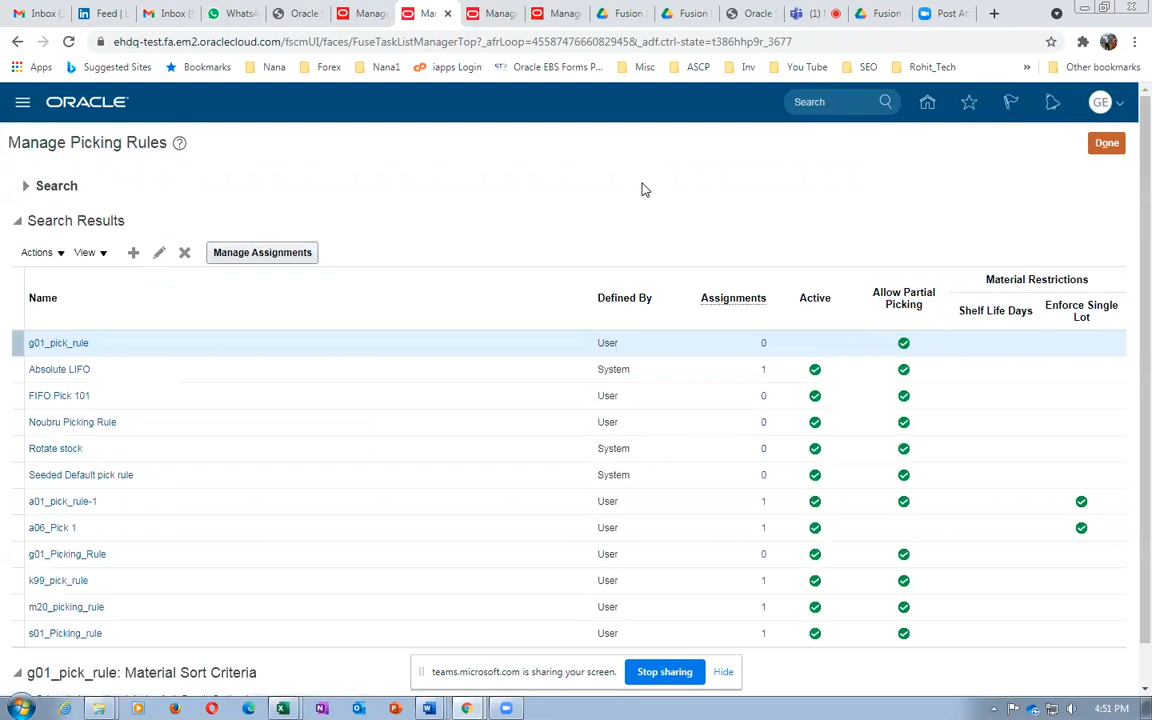 Inbox (
Feed | L
Inbox (6
WhatsA
Oracle
Manage
Mar
Manag
Manage
Fusion I
Fusion I
Oracle S
(1)
Fusion
Post At
ehdq-test.fa.em2.oraclecloud.com/fscmUI/faces/FuseTaskListManagerTop?_afrLoop=4558747666082945&_adf.ctrl-state=t386hhp9r_3677
Apps Suggested Sites Bookmarks Nana Forex Nana1 iapps Login Oracle EBS Forms P... Misc ASCP Inv You Tube SEO Rohit_Tech » Other bookmarks
ORACLE Search GE
Manage Picking Rules Done
Search
Search Results
Actions View Manage Assignments
Material Restrictions
Name Defined By Assignments Active Allow Partial Picking Shelf Life Days Enforce Single Lot
g01_pick_rule User 0
Absolute LIFO System 1
FIFO Pick 101 User 0
Noubru Picking Rule User 0
Rotate stock System 0
Seeded Default pick rule System 0
a01_pick_rule-1 User 1
a06_Pick 1 User 1
g01_Picking_Rule User 0
k99_pick_rule User 1
m20_picking_rule User 1
s01_Picking_rule User 1
g01_pick_rule: Material Sort Criteria
teams.microsoft.com is sharing your screen. Stop sharing Hide
4:51 PM